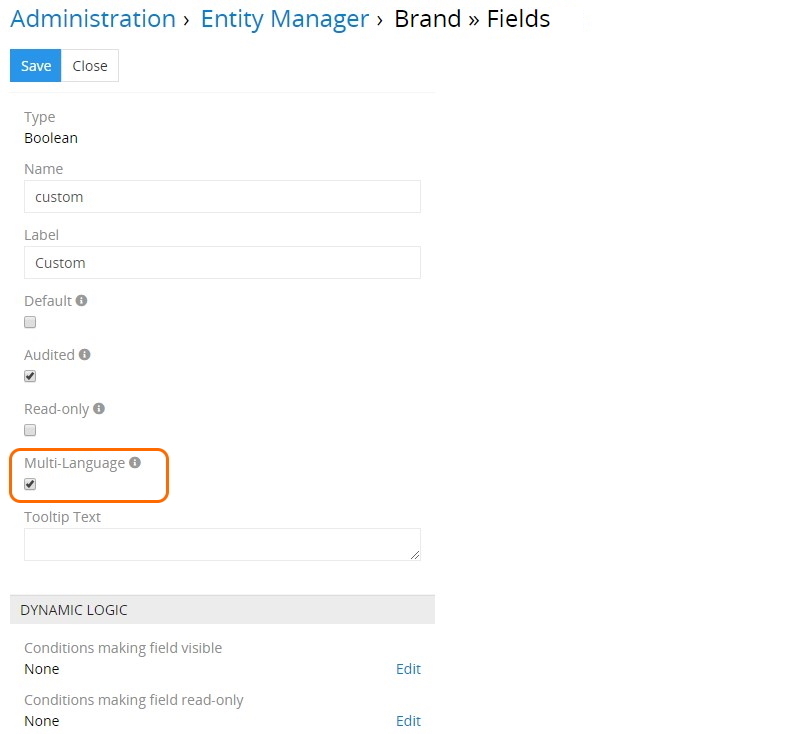 Administration › Entity Manager › Brand » Fields
Save Close
Type
Boolean
Name
custom
Label
Custom
Default
Audited
Read-only
Multi-Language
Tooltip Text
DYNAMIC LOGIC
Conditions making field visible
None Edit
Conditions making field read-only
None Edit